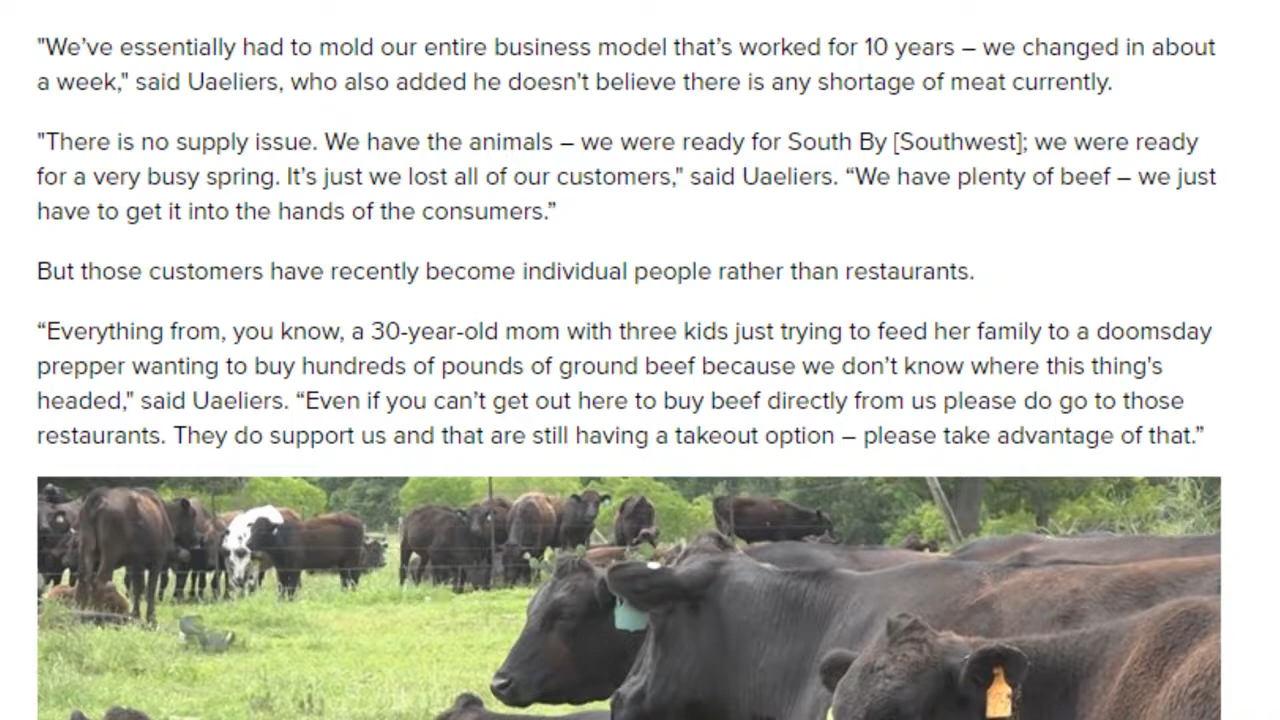 "We've essentially had to mold our entire business model that's worked for 10 years – we changed in about
a week," said Uaeliers, who also added he doesn't believe there is any shortage of meat currently.
"There is no supply issue. We have the animals – we were ready for South By [Southwest]; we were ready
for a very busy spring. It's just we lost all of our customers," said Uaeliers. “We have plenty of beef – we just
have to get it into the hands of the consumers.”
But those customers have recently become individual people rather than restaurants.
“Everything from, you know, a 30-year-old mom with three kids just trying to feed her family to a doomsday
prepper wanting to buy hundreds of pounds of ground beef because we don’t know where this thing's
headed," said Uaeliers. “Even if you can’t get out here to buy beef directly from us please do go to those
restaurants. They do support us and that are still having a takeout option – please take advantage of that.”